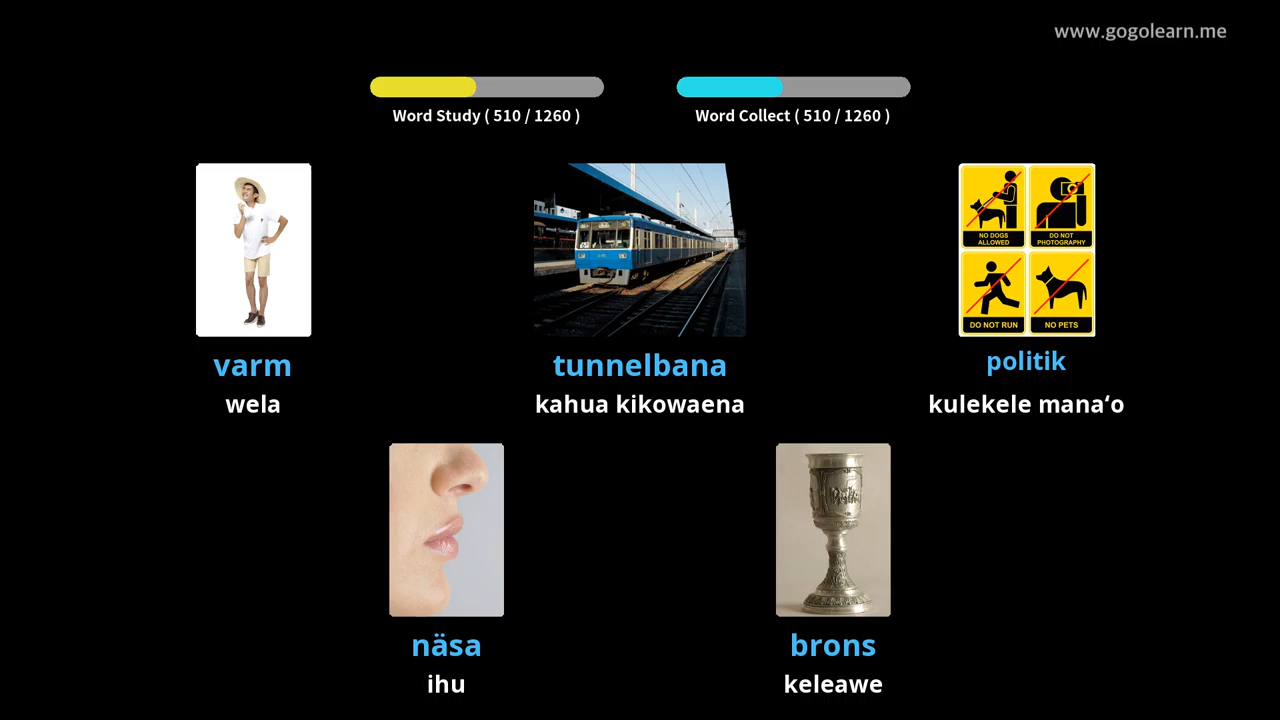 www.gogolearn.me
Word Study ( 510 / 1260 )
Word Collect ( 510 / 1260 )
NO DOGS
ALLOWED
DO NOT
PHOTOGRAPHY
DO NOT RUN
NO PETS
varm
tunnelbana
politik
wela
kahua kikowaena
kulekele manaʻo
näsa
brons
ihu
keleawe